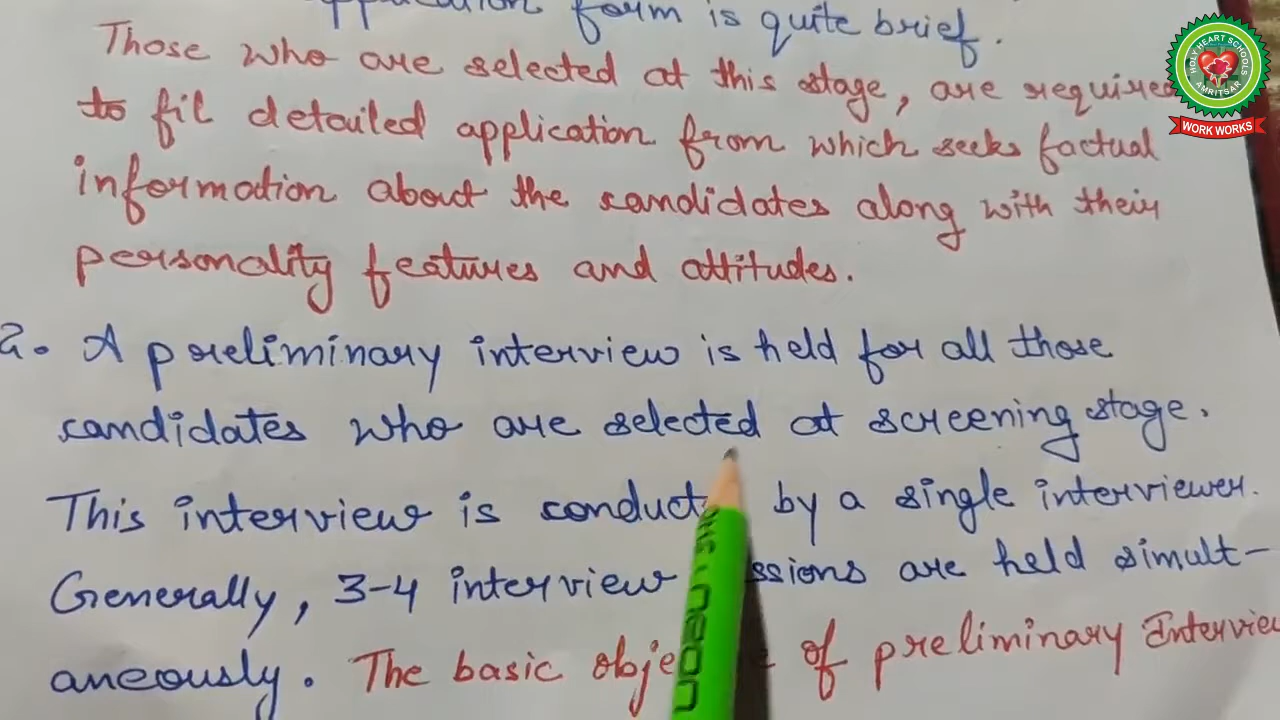 form is quite brief.
Those who are selected at this stage, are required
to fil detailed application from which seeks factual
information about the candidates along with their
personality features and attitudes.
2. A preliminary interview is held for all those
candidates who are selected at screening stage.
This interview is conduct by a single interviewer.
Generally, 3-4 interview ssions are held simult-
aneously. The basic obje of preliminary Intervie
HOLY HEART SCHOOLS
AMRITSAR
WORK WORKS
neon